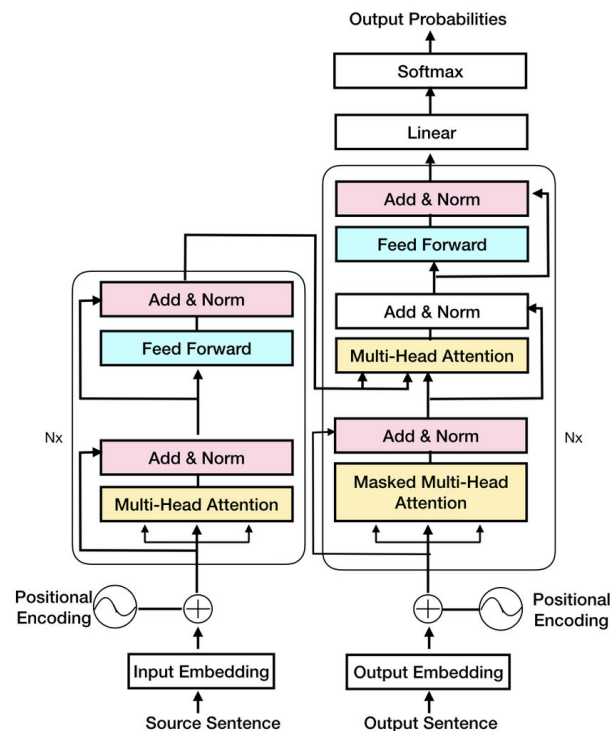 Output Probabilities
Softmax
Linear
Add & Norm
Feed Forward
Add & Norm
Multi-Head Attention
Add & Norm
Masked Multi-Head
Attention
Nx
Positional
Encoding
Output Embedding
Output Sentence
Add & Norm
Feed Forward
Nx
Add & Norm
Multi-Head Attention
Positional
Encoding
Input Embedding
Source Sentence